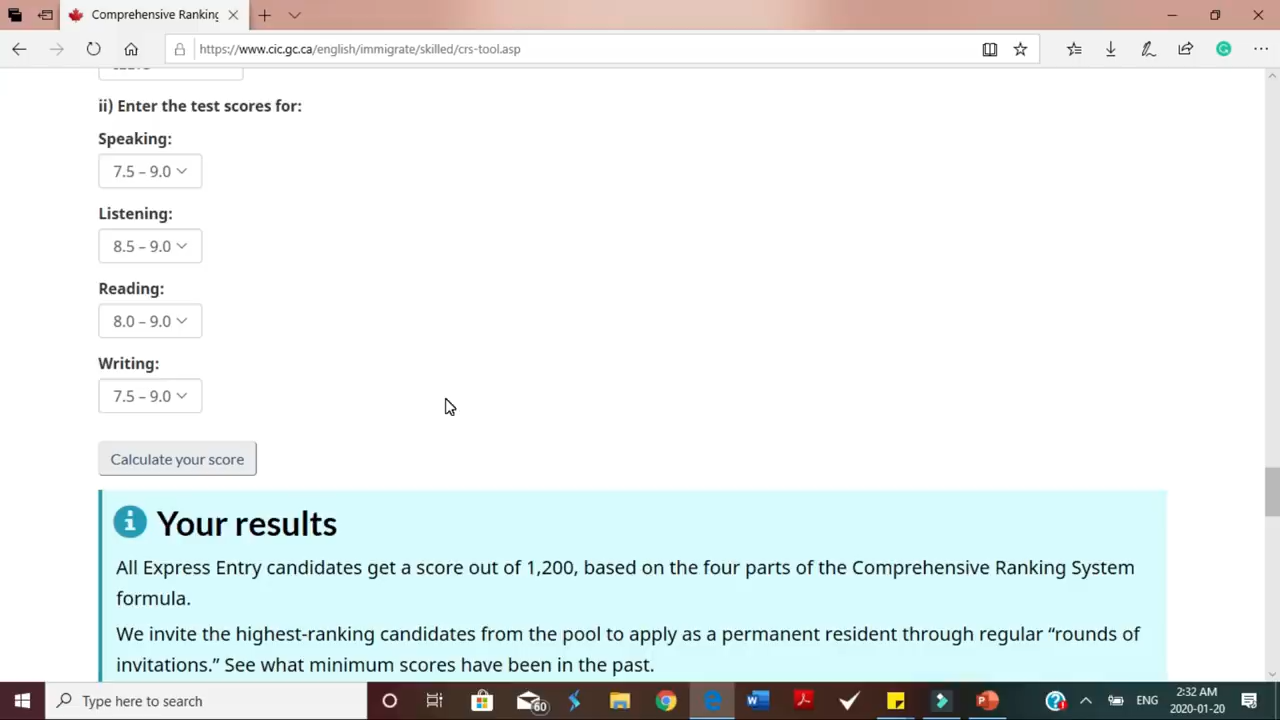 Comprehensive Ranking
https://www.cic.gc.ca/english/immigrate/skilled/crs-tool.asp
ii) Enter the test scores for:
Speaking:
7.5 – 9.0
Listening:
8.5 – 9.0
Reading:
8.0 – 9.0
Writing:
7.5 – 9.0
Calculate your score
Your results
All Express Entry candidates get a score out of 1,200, based on the four parts of the Comprehensive Ranking System
formula.
We invite the highest-ranking candidates from the pool to apply as a permanent resident through regular “rounds of
invitations.” See what minimum scores have been in the past.
Type here to search
60
ENG
2:32 AM
2020-01-20